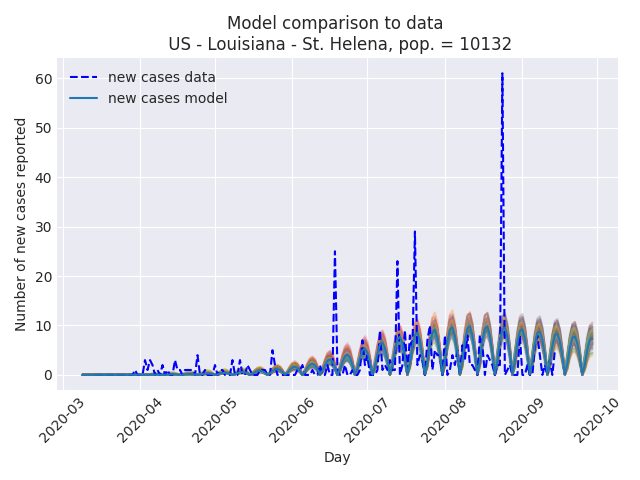 Model comparison to data
US - Louisiana - St. Helena, pop. = 10132
new cases data
new cases model
Number of new cases reported
60
50
40
30
20
10
0
2020-03
2020-04
2020-05
2020-06
2020-07
2020-08
2020-09
2020-10
Day